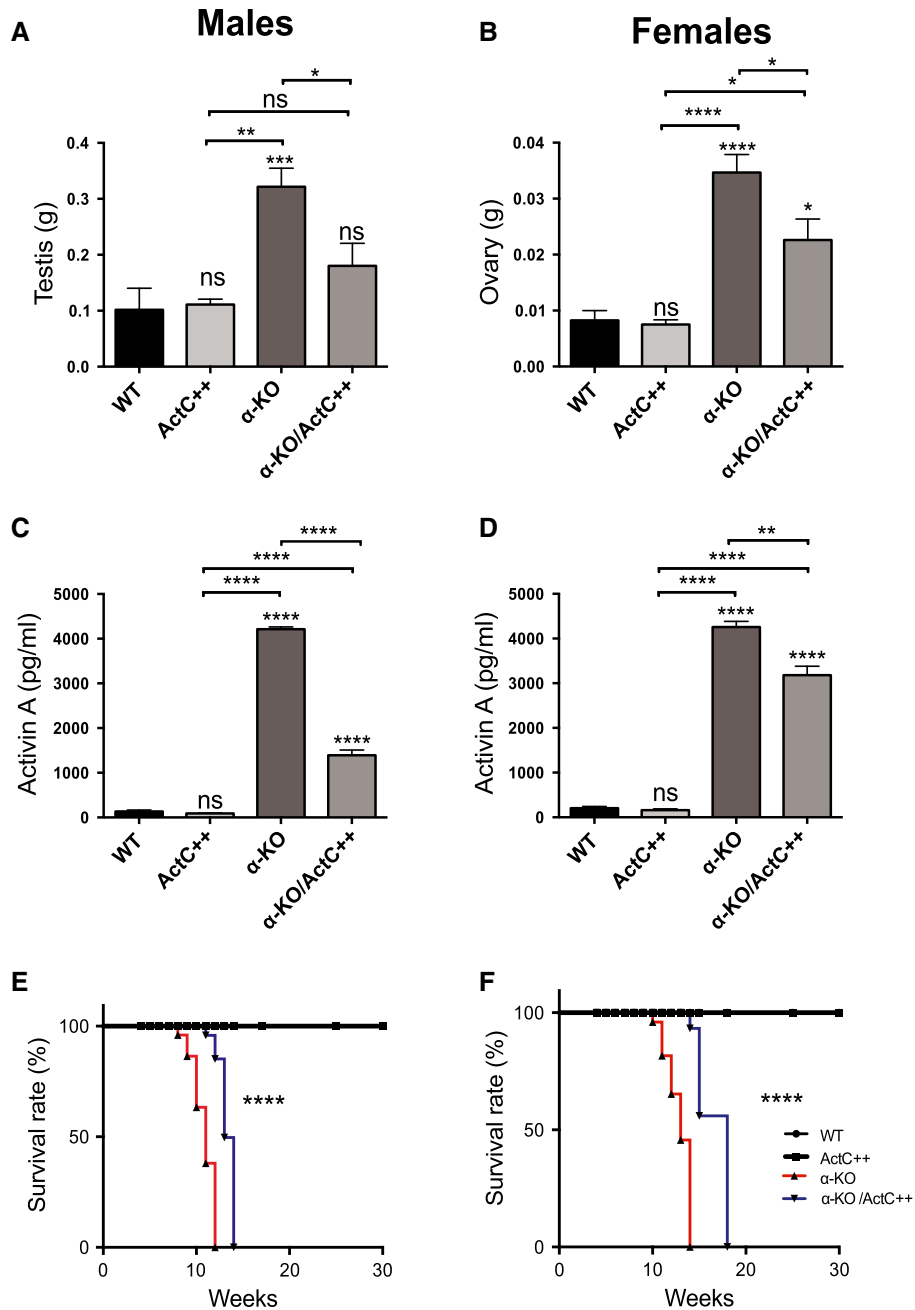 A
Males
*
ns
**
***
ns
ns
0.4
0.3
0.2
0.1
0.0
Testis (g)
WT
ActC++
α-KO
α-KO/ActC++
B
Females
*
*
****
****
*
ns
0.04
0.03
0.02
0.01
0.00
Ovary (g)
WT
ActC++
α-KO
α-KO/ActC++
C
****
****
****
****
****
ns
5000
4000
3000
2000
1000
0
Activin A (pg/ml)
WT
ActC++
α-KO
α-KO/ActC++
D
**
****
****
****
****
ns
5000
4000
3000
2000
1000
0
Activin A (pg/ml)
WT
ActC++
α-KO
α-KO/ActC++
E
100
50
0
Survival rate (%)
****
0
10
20
30
Weeks
F
100
50
0
Survival rate (%)
****
WT
ActC++
α-KO
α-KO /ActC++
0
10
20
30
Weeks